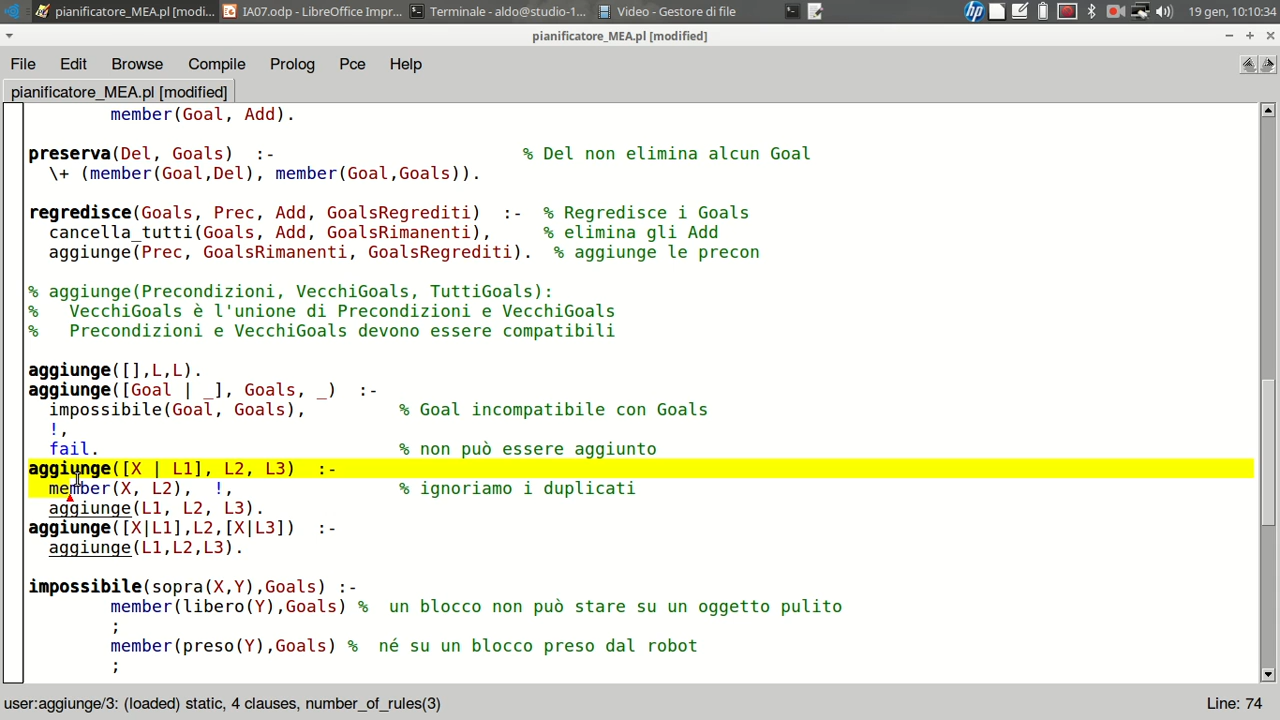 pianificatore_MEA.pl [modi... IA07.odp - LibreOffice Impr... Terminale - aldo@studio-1... Video - Gestore di file 19 gen, 10:10:34
pianificatore_MEA.pl [modified]
File Edit Browse Compile Prolog Pce Help
pianificatore_MEA.pl [modified]
member(Goal, Add).
preserva(Del, Goals) :- % Del non elimina alcun Goal
\+ (member(Goal,Del), member(Goal,Goals)).
regredisce(Goals, Prec, Add, GoalsRegrediti) :- % Regredisce i Goals
cancella_tutti(Goals, Add, GoalsRimanenti), % elimina gli Add
aggiunge(Prec, GoalsRimanenti, GoalsRegrediti). % aggiunge le precon
% aggiunge(Precondizioni, VecchiGoals, TuttiGoals):
% VecchiGoals è l'unione di Precondizioni e VecchiGoals
% Precondizioni e VecchiGoals devono essere compatibili
aggiunge([],L,L).
aggiunge([Goal | _], Goals, _) :-
impossibile(Goal, Goals), % Goal incompatibile con Goals
!,
fail. % non può essere aggiunto
aggiunge([X | L1], L2, L3) :-
member(X, L2), !, % ignoriamo i duplicati
aggiunge(L1, L2, L3).
aggiunge([X|L1],L2,[X|L3]) :-
aggiunge(L1,L2,L3).
impossibile(sopra(X,Y),Goals) :-
member(libero(Y),Goals) % un blocco non può stare su un oggetto pulito
;
member(preso(Y),Goals) % né su un blocco preso dal robot
;
user:aggiunge/3: (loaded) static, 4 clauses, number_of_rules(3) Line: 74